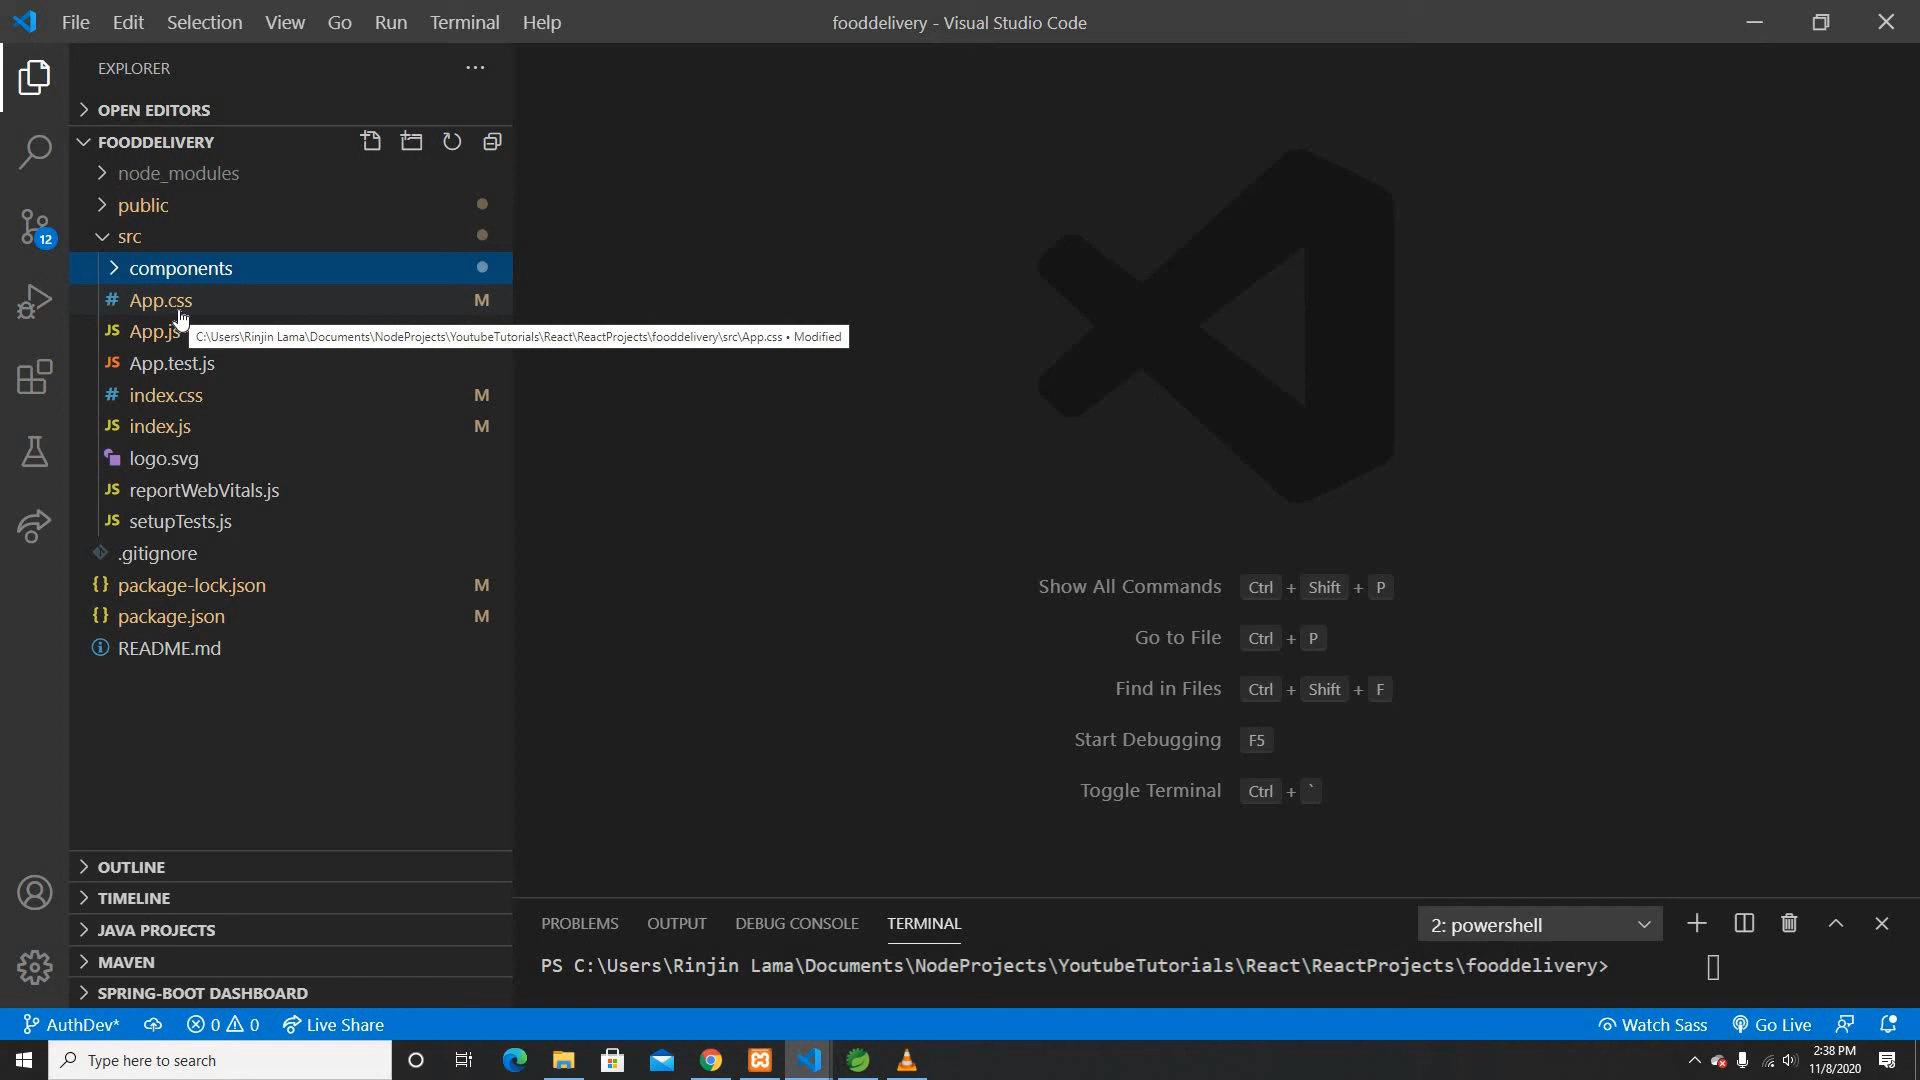 File Edit Selection View Go Run Terminal Help
fooddelivery - Visual Studio Code
EXPLORER
OPEN EDITORS
FOODDELIVERY
node_modules
public
src
components
# App.css M
JS App.js
C:\Users\Rinjin Lama\Documents\NodeProjects\YoutubeTutorials\React\ReactProjects\fooddelivery\src\App.css • Modified
JS App.test.js
# index.css M
JS index.js M
logo.svg
JS reportWebVitals.js
JS setupTests.js
.gitignore
{} package-lock.json M
{} package.json M
README.md
12
Show All Commands Ctrl + Shift + P
Go to File Ctrl + P
Find in Files Ctrl + Shift + F
Start Debugging F5
Toggle Terminal Ctrl + `
OUTLINE
TIMELINE
JAVA PROJECTS
MAVEN
SPRING-BOOT DASHBOARD
PROBLEMS OUTPUT DEBUG CONSOLE TERMINAL
2: powershell
PS C:\Users\Rinjin Lama\Documents\NodeProjects\YoutubeTutorials\React\ReactProjects\fooddelivery>
AuthDev* 0 0 Live Share
Watch Sass Go Live
Type here to search
2:38 PM
11/8/2020